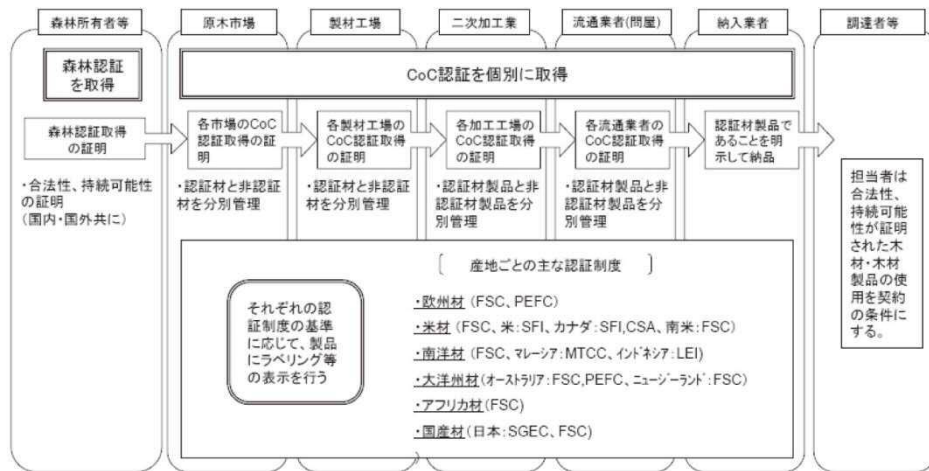 森林所有者等
原木市場
製材工場
二次加工業
流通業者(問屋)
納入業者
調達者等
森林認証
を取得
CoC認証を個別に取得
森林認証取得
の証明
各市場のCoC
認証取得の証
明
各製材工場の
CoC認証取得
の証明
各加工工場の
CoC認証取得
の証明
各流通業者の
CoC認証取得
の証明
認証材製品で
あることを明
示して納品
・合法性、持続可能性
の証明
(国内・国外共に)
・認証材と非認証
材を分別管理
・認証材と非認証
材を分別管理
・認証材製品と非
認証材製品を分
別管理
・認証材製品と非
認証材製品を分
別管理
担当者は
合法性、
持続可能
性が証明
された木
材・木材
製品の使
用を契約
の条件に
する。
それぞれの認
証制度の基準
に応じて、製品
にラベリング等
の表示を行う
〔 産地ごとの主な認証制度 〕
・欧州材 (FSC、PEFC)
・米材 (FSC、米:SFI、カナダ:SFI,CSA、南米:FSC)
・南洋材 (FSC、マレーシア:MTCC、インドネシア:LEI)
・大洋州材(オーストラリア:FSC,PEFC、ニュージーランド:FSC)
・アフリカ材(FSC)
・国産材(日本:SGEC、FSC)